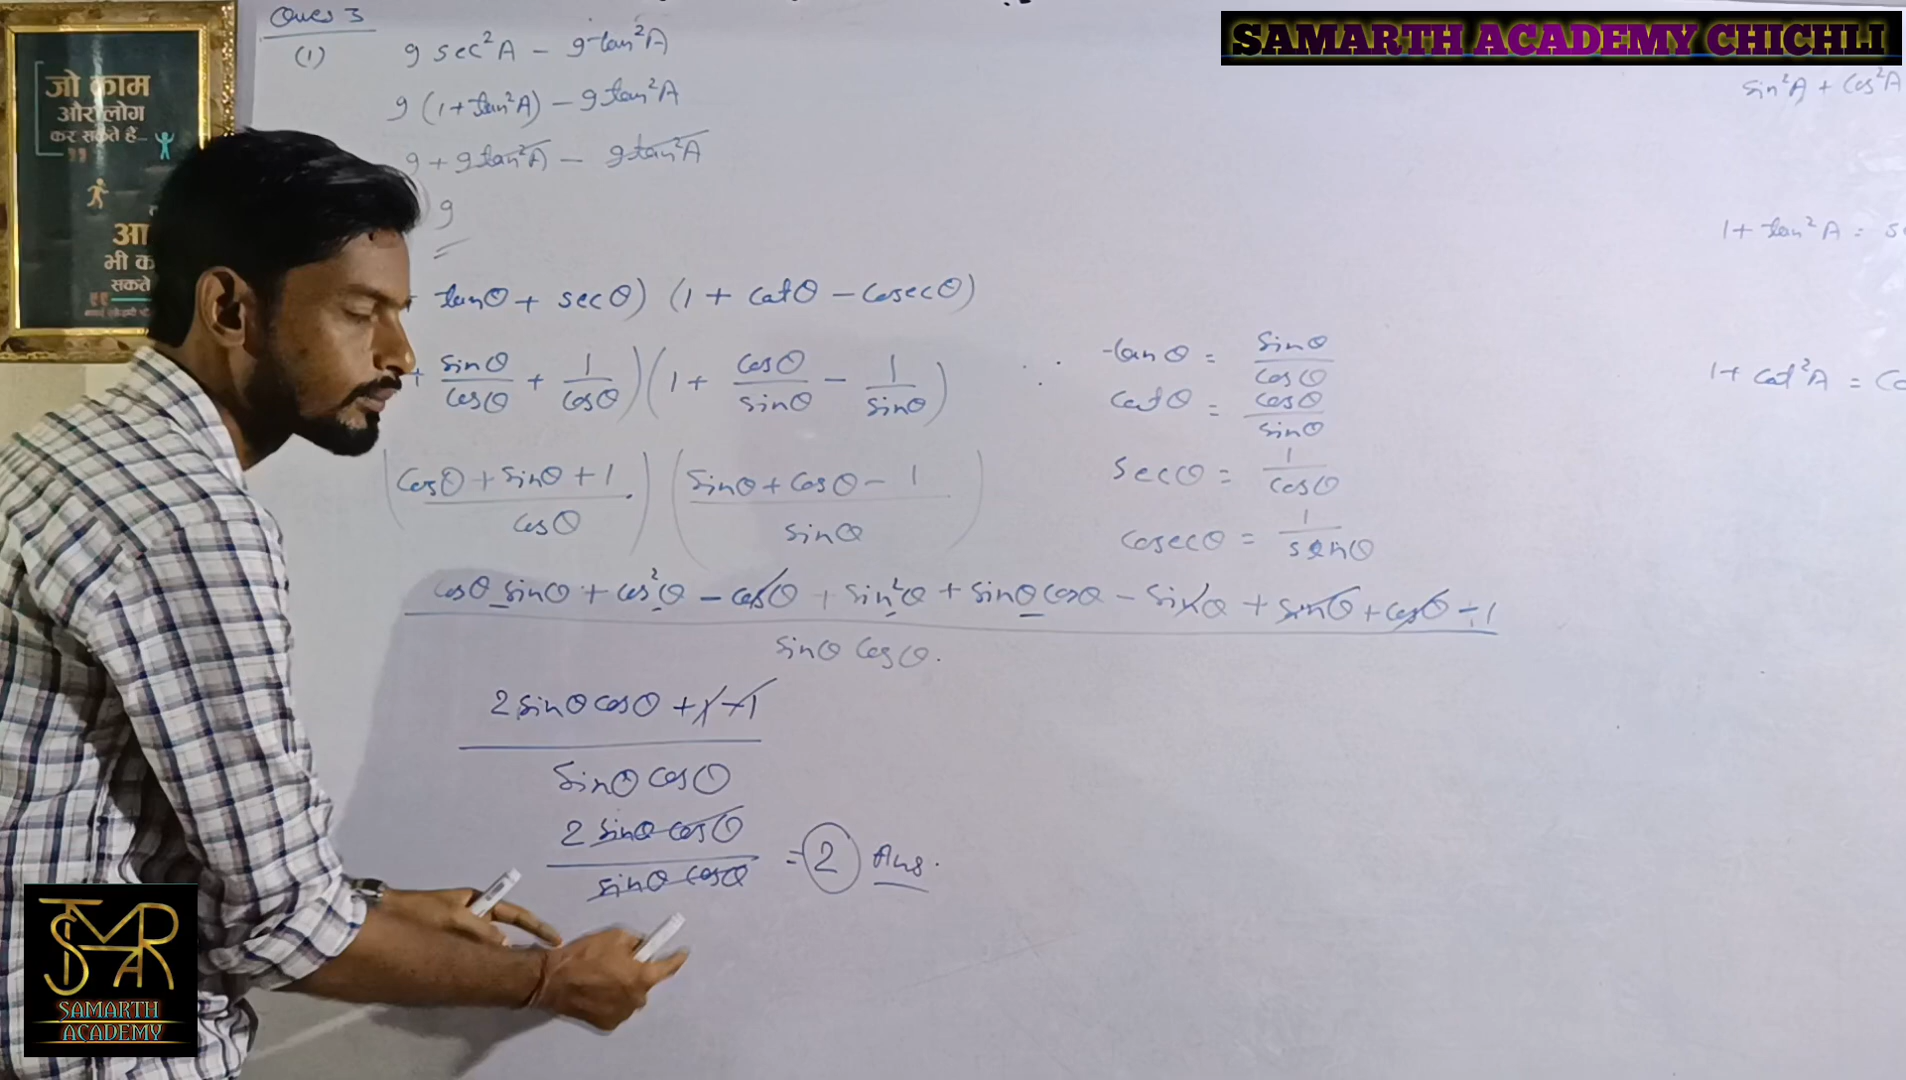 Ques 3
(1) 9 sec²A - 9 tan²A
9 (1 + tan²A) - 9 tan²A
9 + 9 tan²A - 9 tan²A
9
+ tanθ + secθ) (1 + cotθ - cosecθ)
+ sinθ/cosθ + 1/cosθ) (1 + cosθ/sinθ - 1/sinθ)
(cosθ + sinθ + 1 / cosθ) (sinθ + cosθ - 1 / sinθ)
cosθ sinθ + cos²θ - cosθ + sin²θ + sinθ cosθ - sinθ + sinθ + cosθ - 1
sinθ cosθ.
2 sinθ cosθ + 1 - 1
sinθ cosθ
2 sinθ cosθ
sinθ cosθ
= 2 Ans.
tanθ = sinθ/cosθ
cotθ = cosθ/sinθ
secθ = 1/cosθ
cosecθ = 1/sinθ
sin²A + cos²A
1 + tan²A = s
1 + cot²A = co
SAMARTH ACADEMY CHICHLI
जो काम
और लोग
कर सकते हैं...
आ
भी क
सकते
SAMARTH
ACADEMY